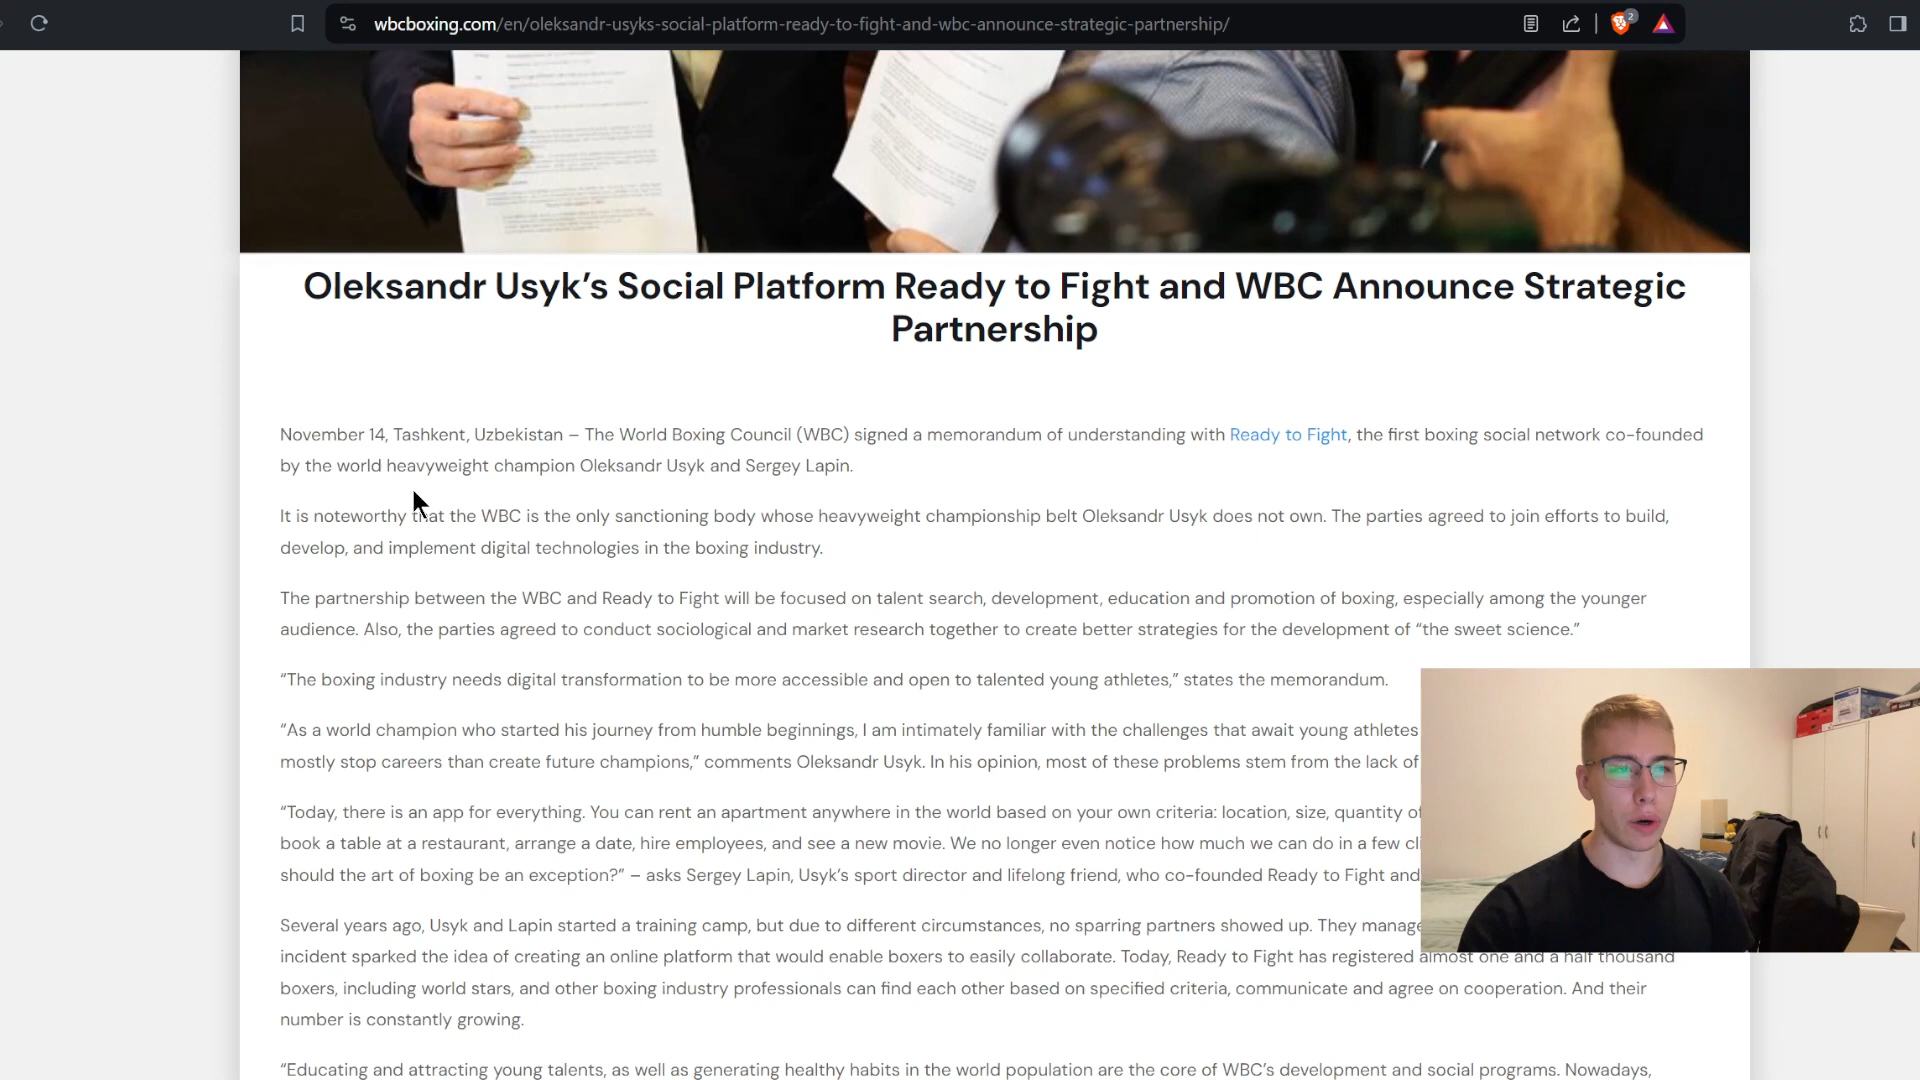 wbcboxing.com/en/oleksandr-usyks-social-platform-ready-to-fight-and-wbc-announce-strategic-partnership/
2
Oleksandr Usyk’s Social Platform Ready to Fight and WBC Announce Strategic
Partnership
November 14, Tashkent, Uzbekistan – The World Boxing Council (WBC) signed a memorandum of understanding with Ready to Fight, the first boxing social network co-founded
by the world heavyweight champion Oleksandr Usyk and Sergey Lapin.
It is noteworthy that the WBC is the only sanctioning body whose heavyweight championship belt Oleksandr Usyk does not own. The parties agreed to join efforts to build,
develop, and implement digital technologies in the boxing industry.
The partnership between the WBC and Ready to Fight will be focused on talent search, development, education and promotion of boxing, especially among the younger
audience. Also, the parties agreed to conduct sociological and market research together to create better strategies for the development of “the sweet science.”
“The boxing industry needs digital transformation to be more accessible and open to talented young athletes,” states the memorandum.
“As a world champion who started his journey from humble beginnings, I am intimately familiar with the challenges that await young athletes
mostly stop careers than create future champions,” comments Oleksandr Usyk. In his opinion, most of these problems stem from the lack of
“Today, there is an app for everything. You can rent an apartment anywhere in the world based on your own criteria: location, size, quantity of
book a table at a restaurant, arrange a date, hire employees, and see a new movie. We no longer even notice how much we can do in a few
should the art of boxing be an exception?” – asks Sergey Lapin, Usyk’s sport director and lifelong friend, who co-founded Ready to Fight and
Several years ago, Usyk and Lapin started a training camp, but due to different circumstances, no sparring partners showed up. They
incident sparked the idea of creating an online platform that would enable boxers to easily collaborate. Today, Ready to Fight has registered almost one and a half thousand
boxers, including world stars, and other boxing industry professionals can find each other based on specified criteria, communicate and agree on cooperation. And their
number is constantly growing.
“Educating and attracting young talents, as well as generating healthy habits in the world population are the core of WBC’s development and social programs. Nowadays,